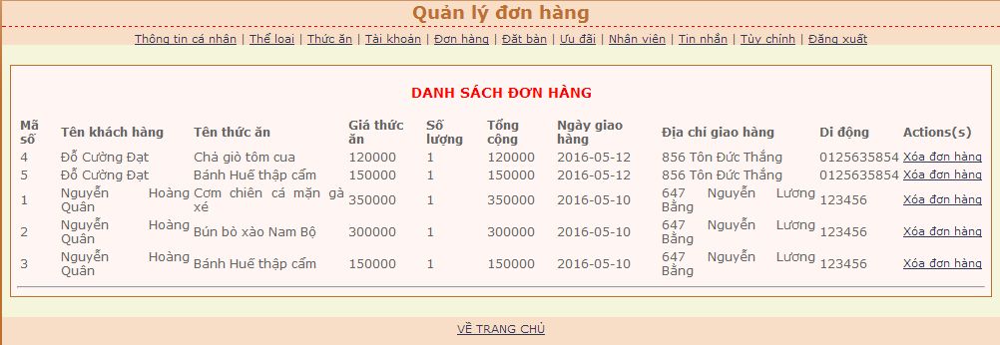 Quản lý đơn hàng
Thông tin cá nhân | Thể loại | Thức ăn | Tài khoản | Đơn hàng | Đặt bàn | Ưu đãi | Nhân viên | Tin nhắn | Tùy chỉnh | Đăng xuất
DANH SÁCH ĐƠN HÀNG
Mã số Tên khách hàng Tên thức ăn Giá thức ăn Số lượng Tổng cộng Ngày giao hàng Địa chỉ giao hàng Di động Actions(s)
4 Đỗ Cường Đạt Chả giò tôm cua 120000 1 120000 2016-05-12 856 Tôn Đức Thắng 0125635854 Xóa đơn hàng
5 Đỗ Cường Đạt Bánh Huế thập cẩm 150000 1 150000 2016-05-12 856 Tôn Đức Thắng 0125635854 Xóa đơn hàng
1 Nguyễn Hoàng Quân Cơm chiên cá mặn gà xé 350000 1 350000 2016-05-10 647 Nguyễn Lương Bằng 123456 Xóa đơn hàng
2 Nguyễn Hoàng Quân Bún bò xào Nam Bộ 300000 1 300000 2016-05-10 647 Nguyễn Lương Bằng 123456 Xóa đơn hàng
3 Nguyễn Hoàng Quân Bánh Huế thập cẩm 150000 1 150000 2016-05-10 647 Nguyễn Lương Bằng 123456 Xóa đơn hàng
VỀ TRANG CHỦ